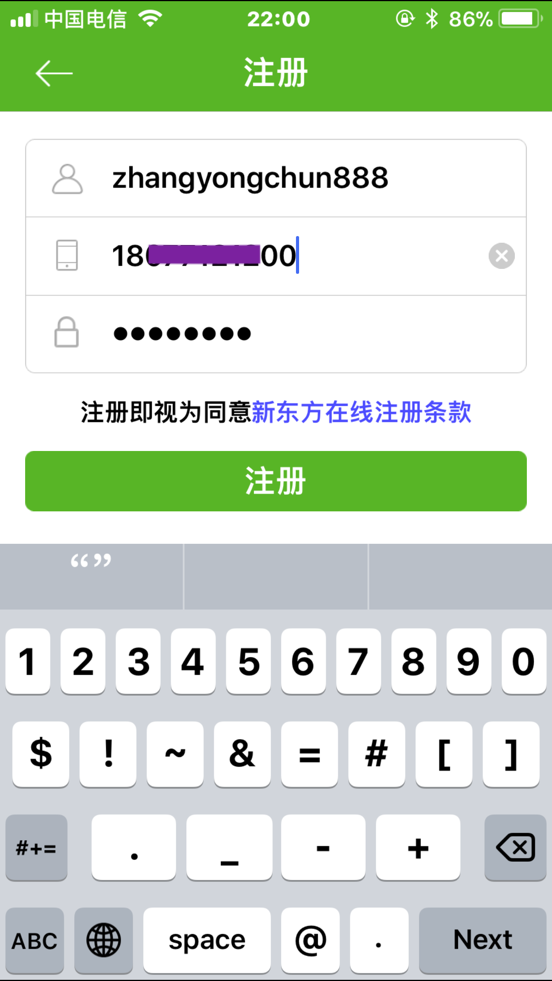 中国电信 22:00 86%
注册
zhangyongchun888
18 00
注册即视为同意新东方在线注册条款
注册
“”
1 2 3 4 5 6 7 8 9 0
$ ! ~ & = # [ ]
#+= . _ - +
ABC space @ . Next